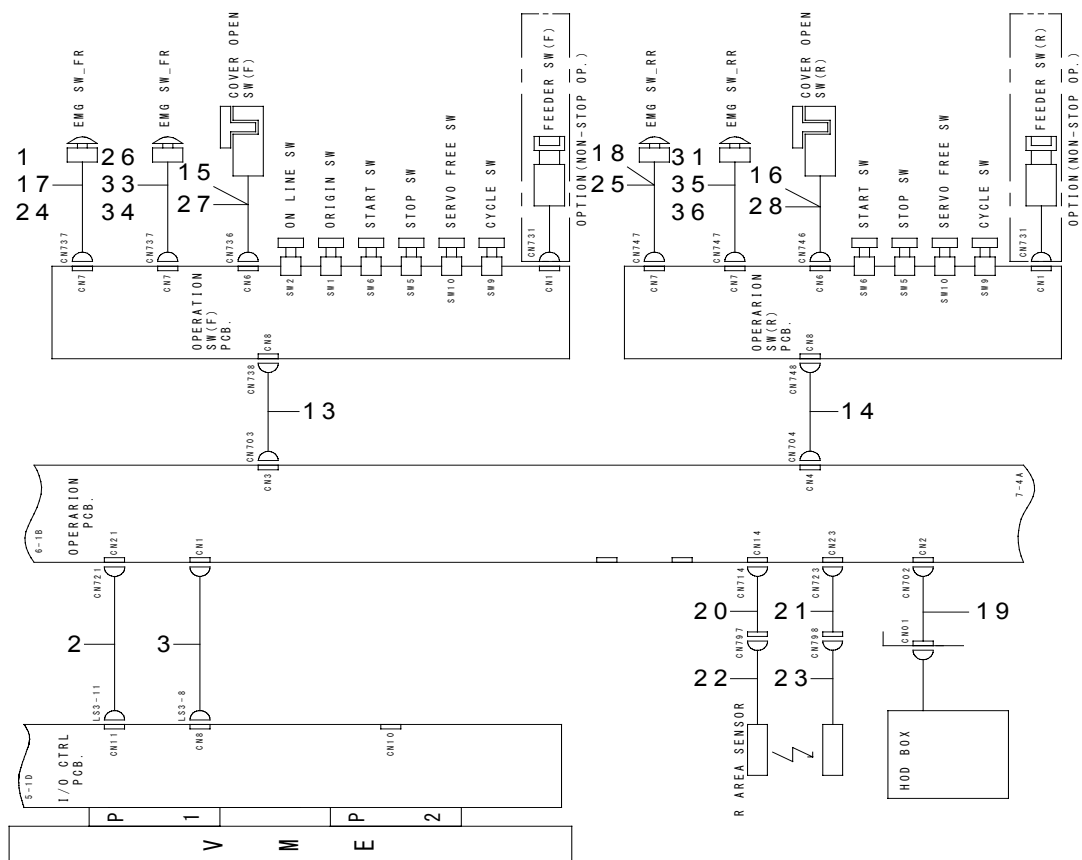 EMG SW_FR
EMG SW_FR
COVER OPEN
SW(F)
ON LINE SW
ORIGIN SW
START SW
STOP SW
SERVO FREE SW
CYCLE SW
FEEDER SW(F)
OPTION(NON-STOP OP.)
EMG SW_RR
EMG SW_RR
COVER OPEN
SW(R)
START SW
STOP SW
SERVO FREE SW
CYCLE SW
FEEDER SW(R)
OPTION(NON-STOP OP.)
1
17
24
26
33
34
15
27
18
25
31
35
36
16
28
CN737
CN737
CN736
CN731
CN747
CN747
CN746
CN731
CN7
CN7
CN6
SW2
SW1
SW6
SW5
SW10
SW9
CN1
CN7
CN7
CN6
SW6
SW5
SW10
SW9
CN1
OPERATION
SW(F)
PCB.
CN8
OPERARION
SW(R)
PCB.
CN8
CN738
13
CN703
CN748
14
CN704
CN3
CN4
6-1B
OPERARION
PCB.
7-4A
CN21
CN1
CN14
CN23
CN2
CN721
CN714
CN723
CN702
2
3
20
21
19
CN797
CN798
CN01
22
23
LS3-11
LS3-8
CN11
CN8
CN10
5-1D
I/O CTRL
PCB.
R AREA SENSOR
HOD BOX
P 1
P 2
V M E